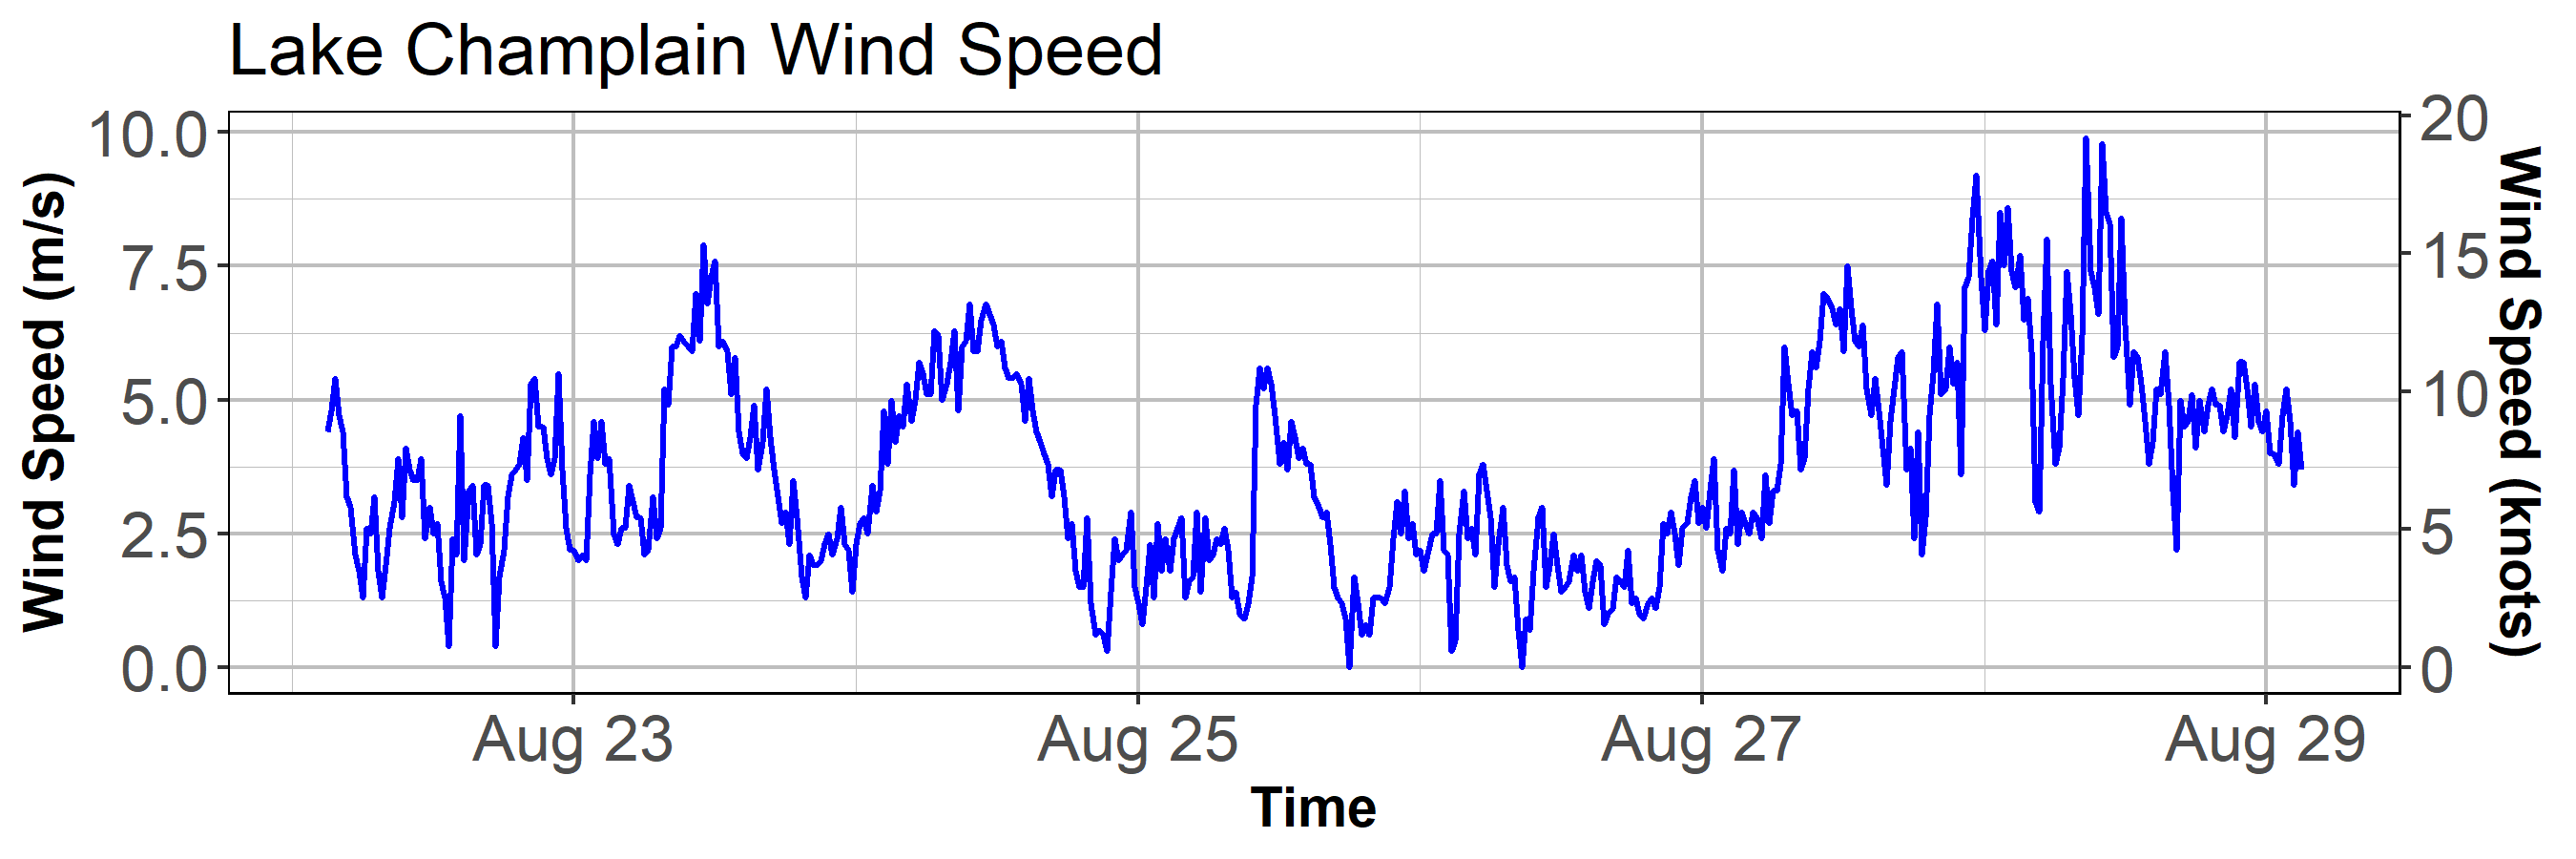 Lake Champlain Wind Speed
Wind Speed (m/s)
10.0
7.5
5.0
2.5
0.0
20
15
10
5
0
Wind Speed (knots)
Aug 23
Aug 25
Aug 27
Aug 29
Time